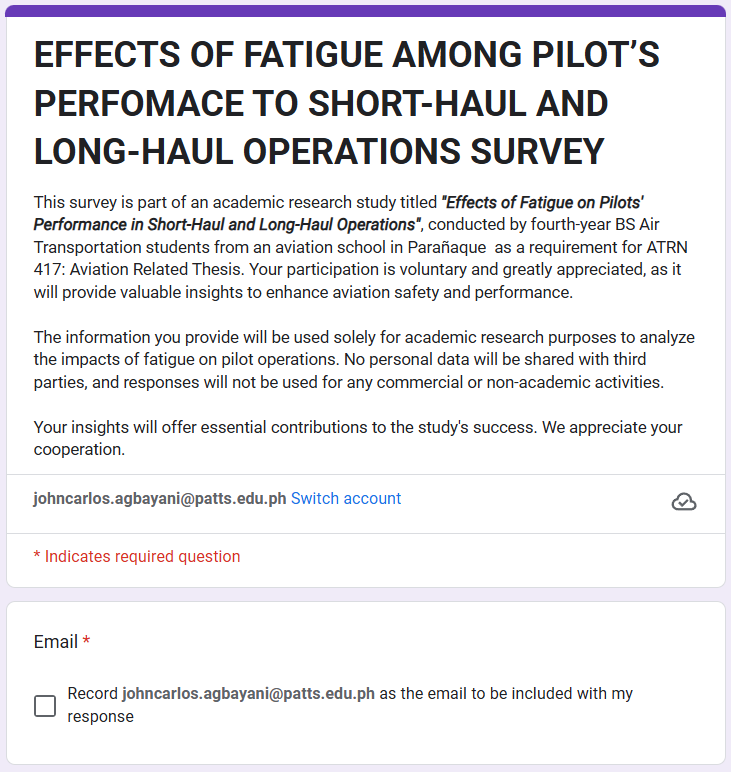 EFFECTS OF FATIGUE AMONG PILOT’S
PERFOMACE TO SHORT-HAUL AND
LONG-HAUL OPERATIONS SURVEY
This survey is part of an academic research study titled "Effects of Fatigue on Pilots'
Performance in Short-Haul and Long-Haul Operations", conducted by fourth-year BS Air
Transportation students from an aviation school in Parañaque as a requirement for ATRN
417: Aviation Related Thesis. Your participation is voluntary and greatly appreciated, as it
will provide valuable insights to enhance aviation safety and performance.
The information you provide will be used solely for academic research purposes to analyze
the impacts of fatigue on pilot operations. No personal data will be shared with third
parties, and responses will not be used for any commercial or non-academic activities.
Your insights will offer essential contributions to the study's success. We appreciate your
cooperation.
johncarlos.agbayani@patts.edu.ph Switch account
* Indicates required question
Email *
Record johncarlos.agbayani@patts.edu.ph as the email to be included with my
response